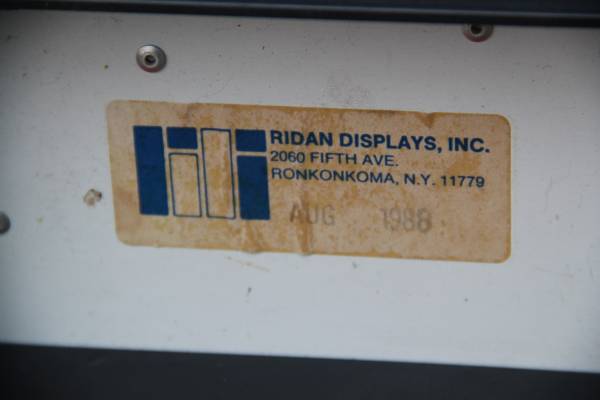 RIDAN DISPLAYS, INC.
2060 FIFTH AVE.
RONKONKOMA, N.Y. 11779
AUG 1988